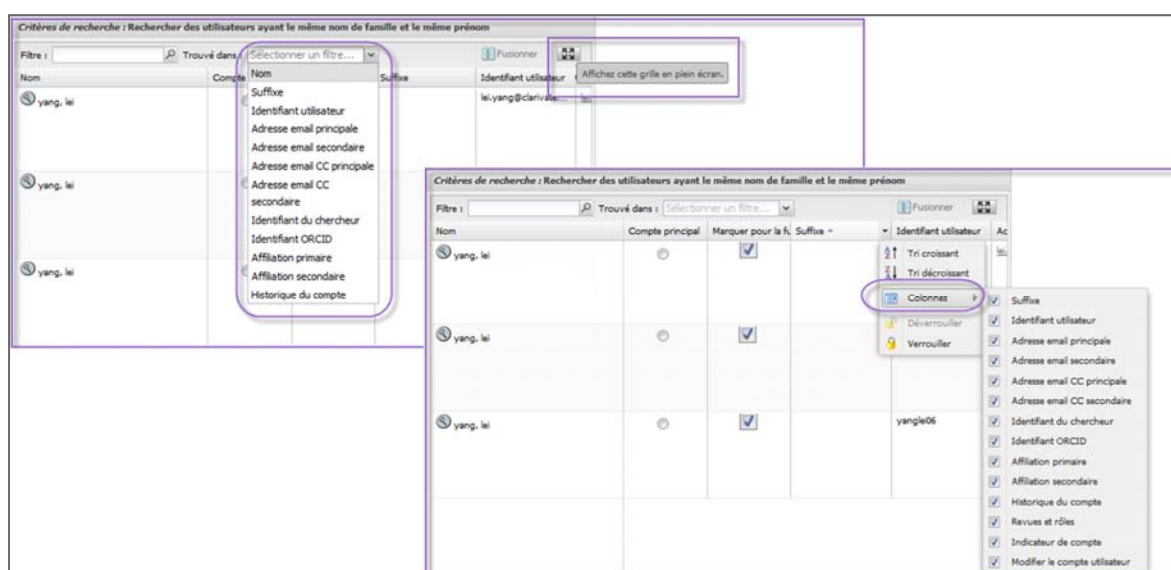 Critères de recherche : Rechercher des utilisateurs ayant le même nom de famille et le même prénom
Filtre : Trouvé dans : Sélectionner un filtre... Fusionner
Affichez cette grille en plein écran.
Nom Compte Suffixe Identifiant utilisateur
Nom
Suffixe
Identifiant utilisateur
Adresse email principale
Adresse email secondaire
Adresse email CC principale
Adresse email CC
secondaire
Identifiant du chercheur
Identifiant ORCID
Affiliation primaire
Affiliation secondaire
Historique du compte
yang, lei
yang, lei
yang, lei
Critères de recherche : Rechercher des utilisateurs ayant le même nom de famille et le même prénom
Filtre : Trouvé dans : Sélectionner un filtre... Fusionner
Nom Compte principal Marquer pour la fu Suffixe Identifiant utilisateur Ac
yang, lei
yang, lei
yang, lei yanglei06
Tri croissant
Tri décroissant
Colonnes
Déverrouiller
Verrouiller
Suffixe
Identifiant utilisateur
Adresse email principale
Adresse email secondaire
Adresse email CC principale
Adresse email CC secondaire
Identifiant du chercheur
Identifiant ORCID
Affiliation primaire
Affiliation secondaire
Historique du compte
Revues et rôles
Indicateur de compte
Modifier le compte utilisateur